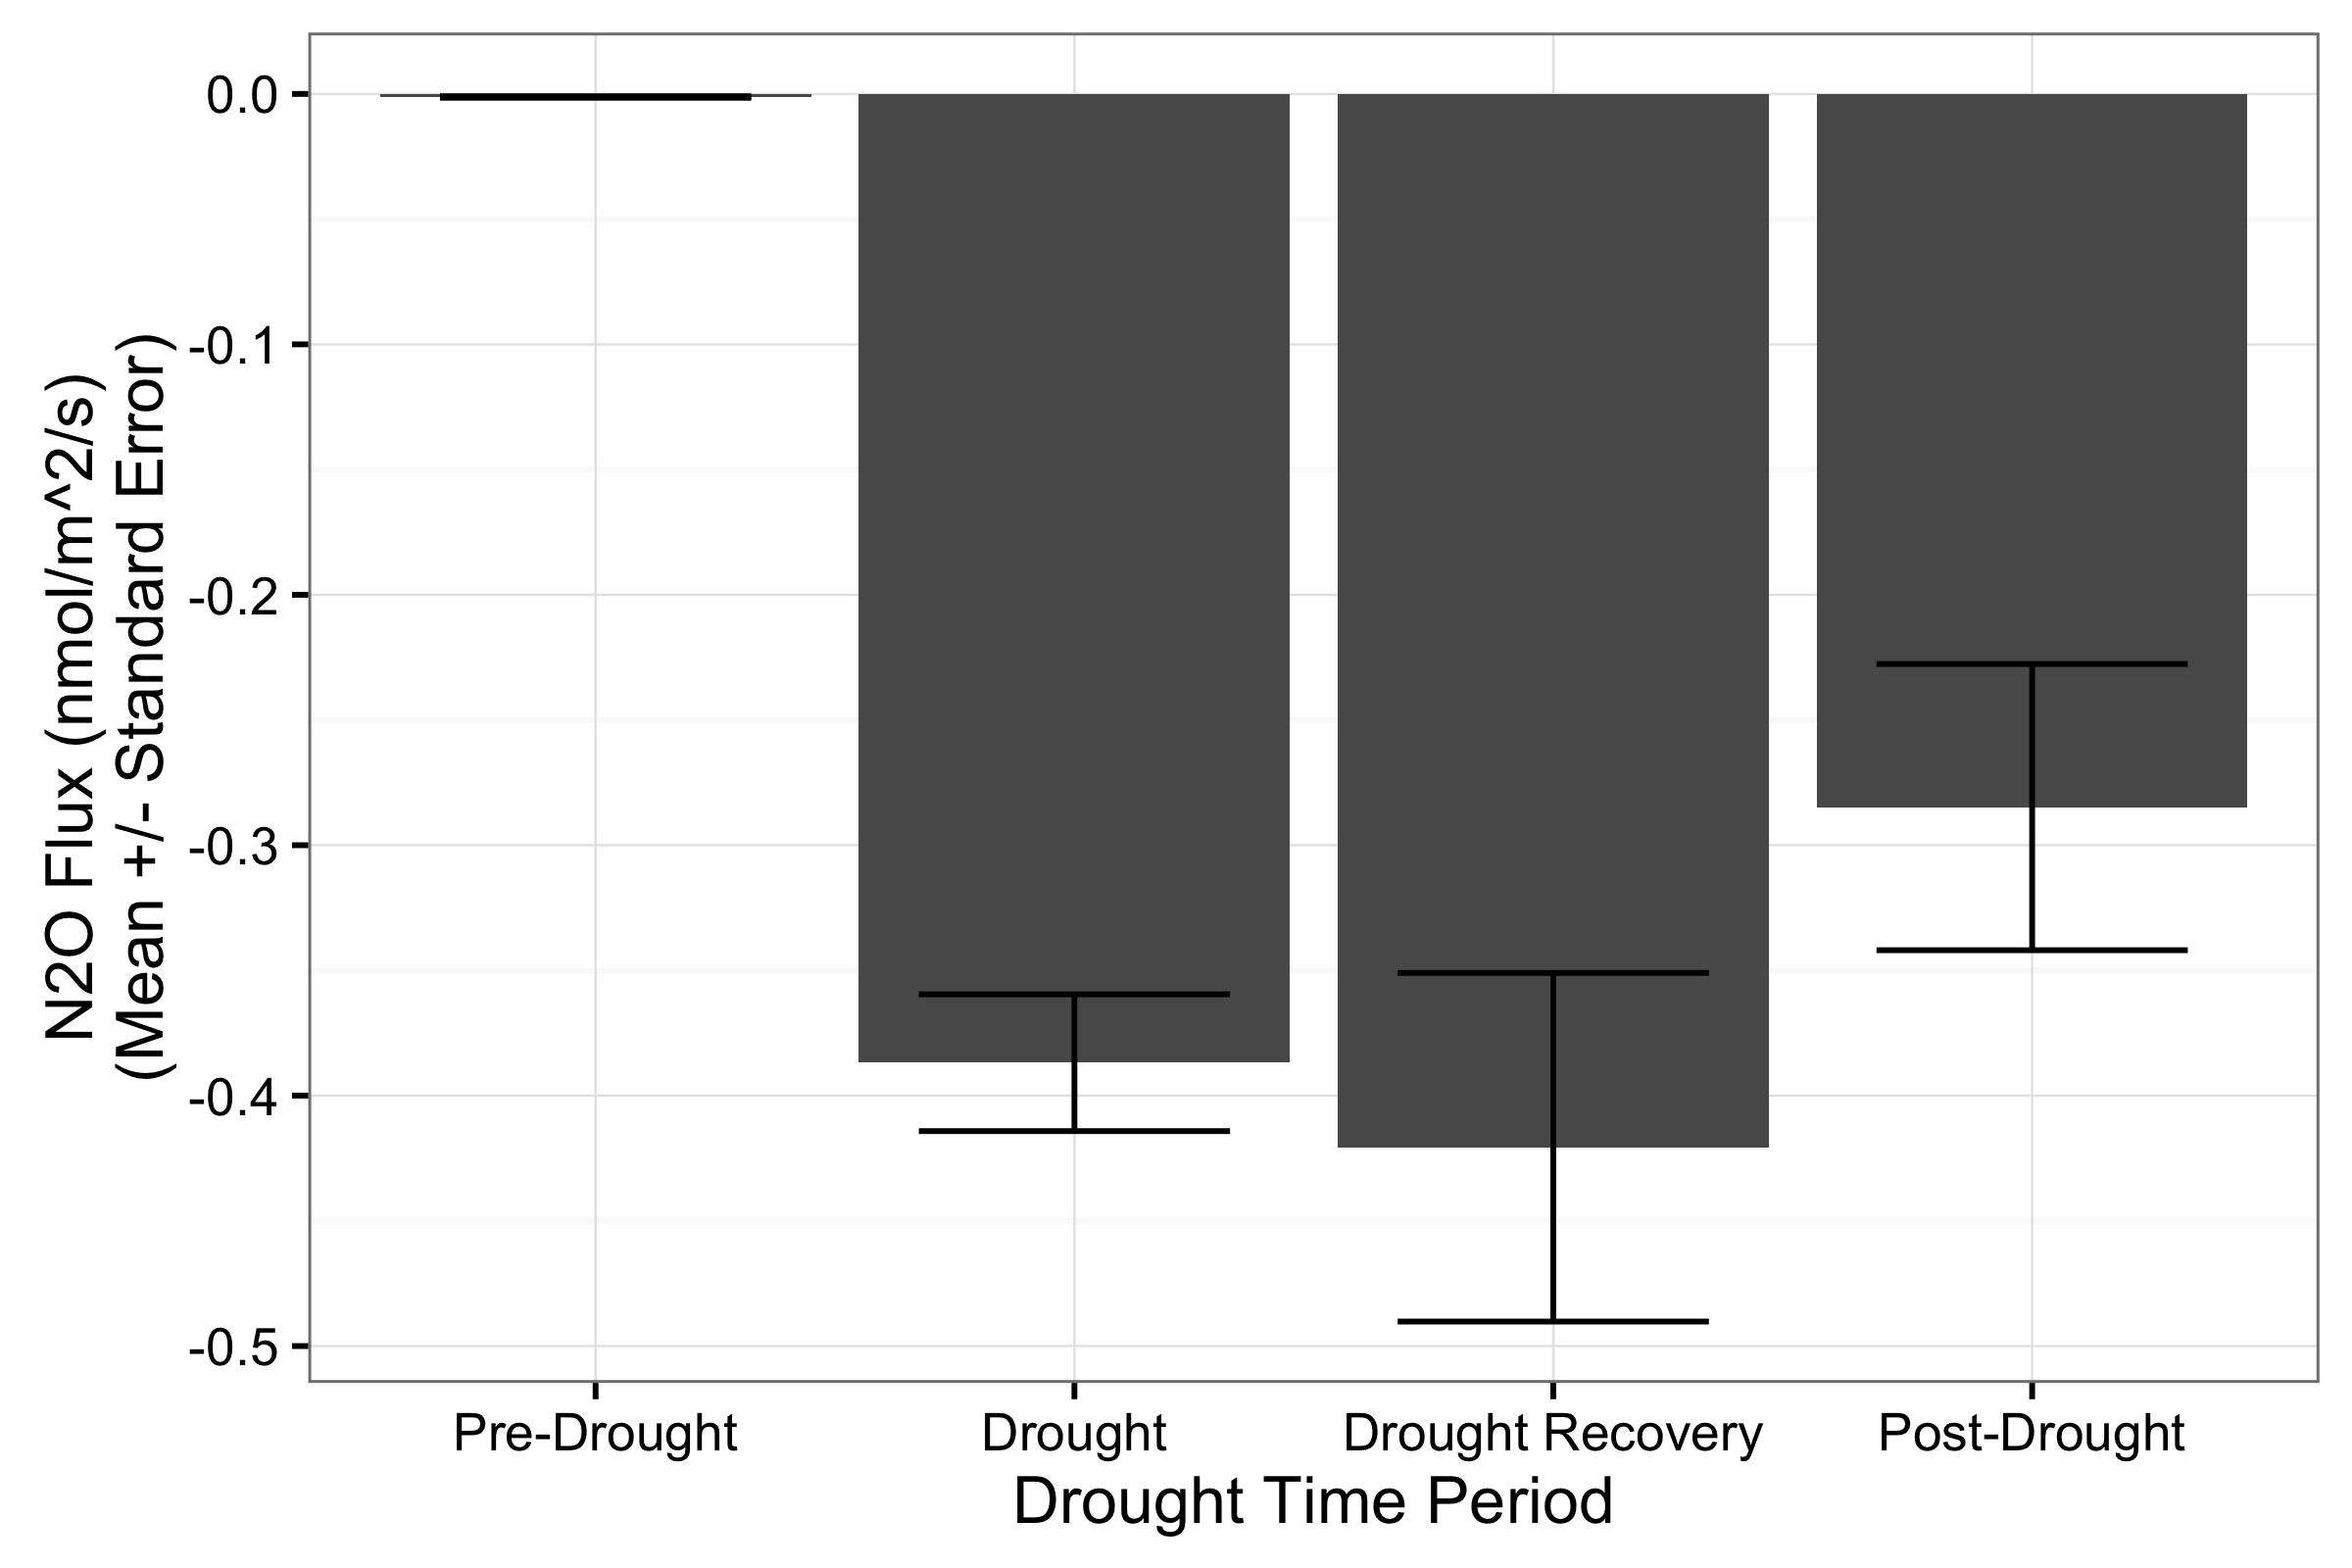 N2O Flux (nmol/m^2/s)
(Mean +/- Standard Error)
0.0
-0.1
-0.2
-0.3
-0.4
-0.5
Pre-Drought
Drought
Drought Recovery
Post-Drought
Drought Time Period